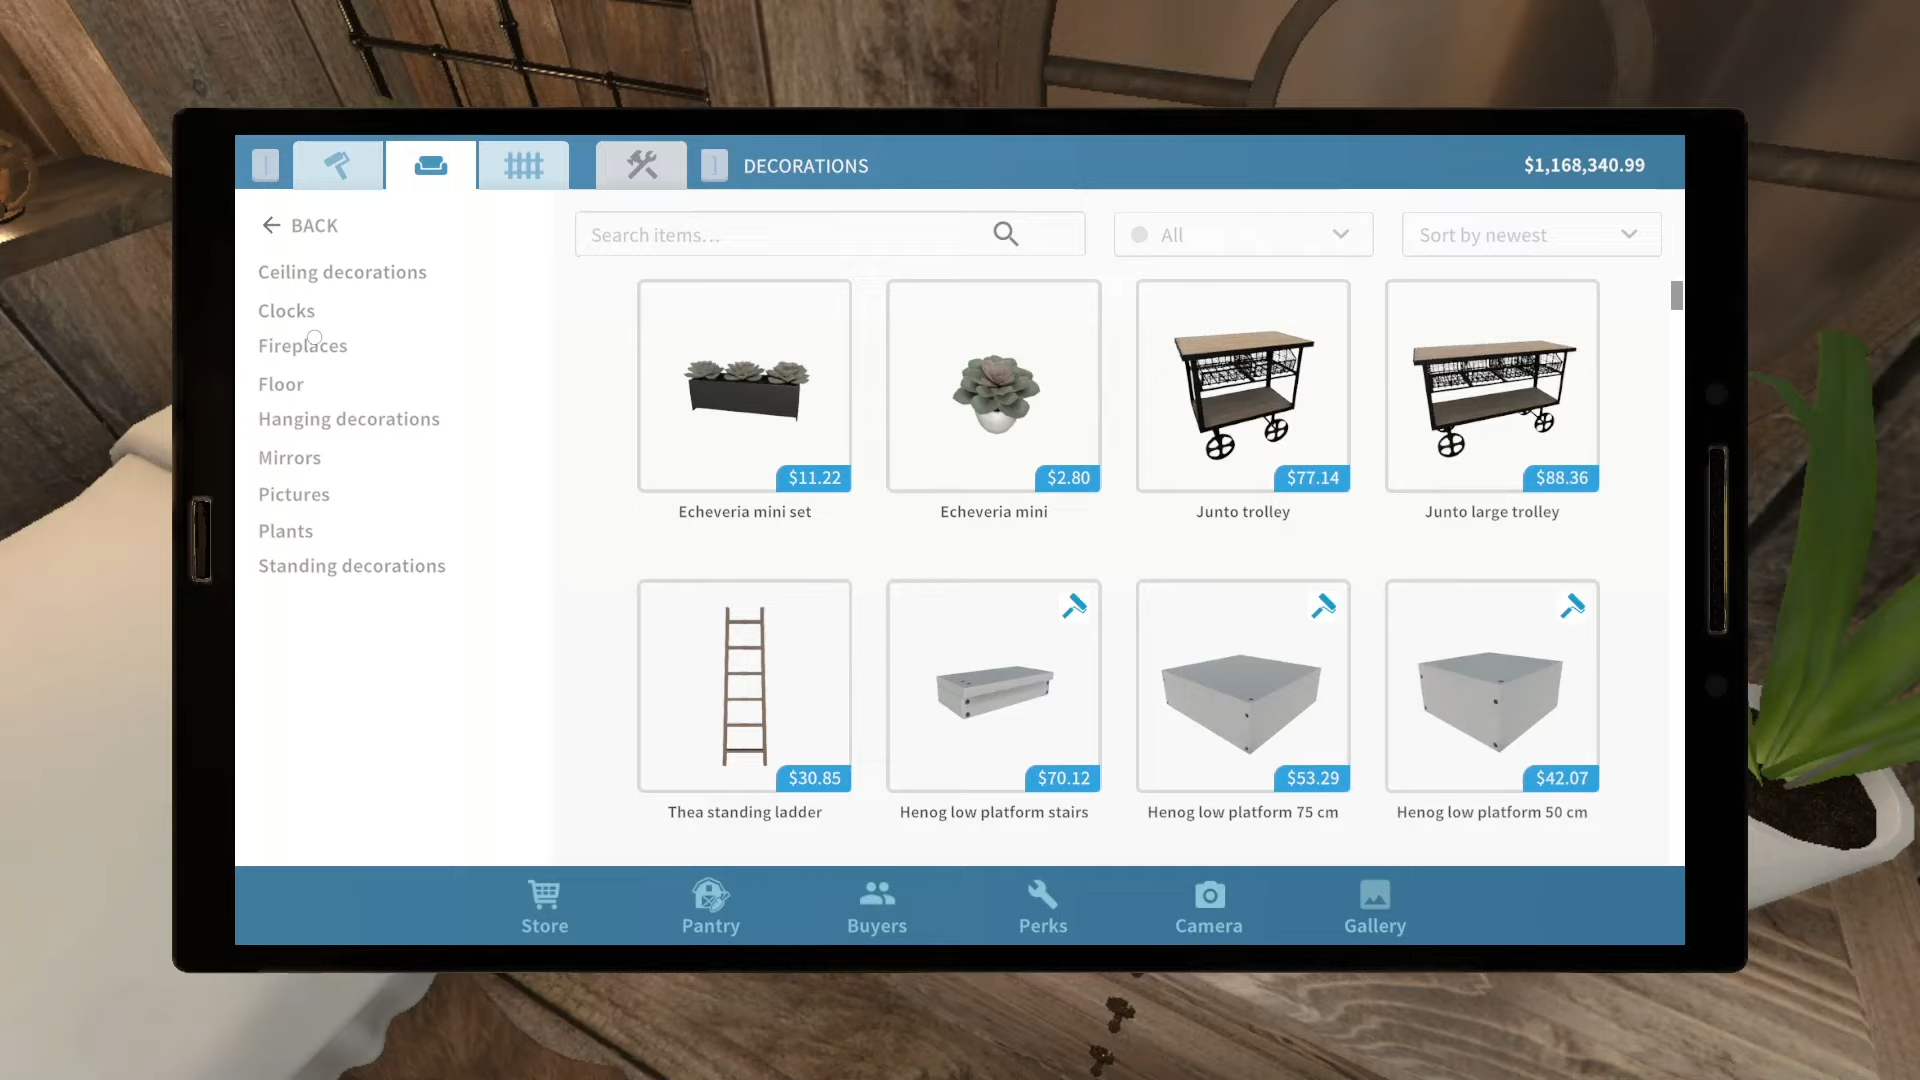 DECORATIONS
$1,168,340.99
BACK
Ceiling decorations
Clocks
Fireplaces
Floor
Hanging decorations
Mirrors
Pictures
Plants
Standing decorations
Search items...
All
Sort by newest
$11.22
$2.80
$77.14
$88.36
Echeveria mini set
Echeveria mini
Junto trolley
Junto large trolley
$30.85
$70.12
$53.29
$42.07
Thea standing ladder
Henog low platform stairs
Henog low platform 75 cm
Henog low platform 50 cm
Store
Pantry
Buyers
Perks
Camera
Gallery